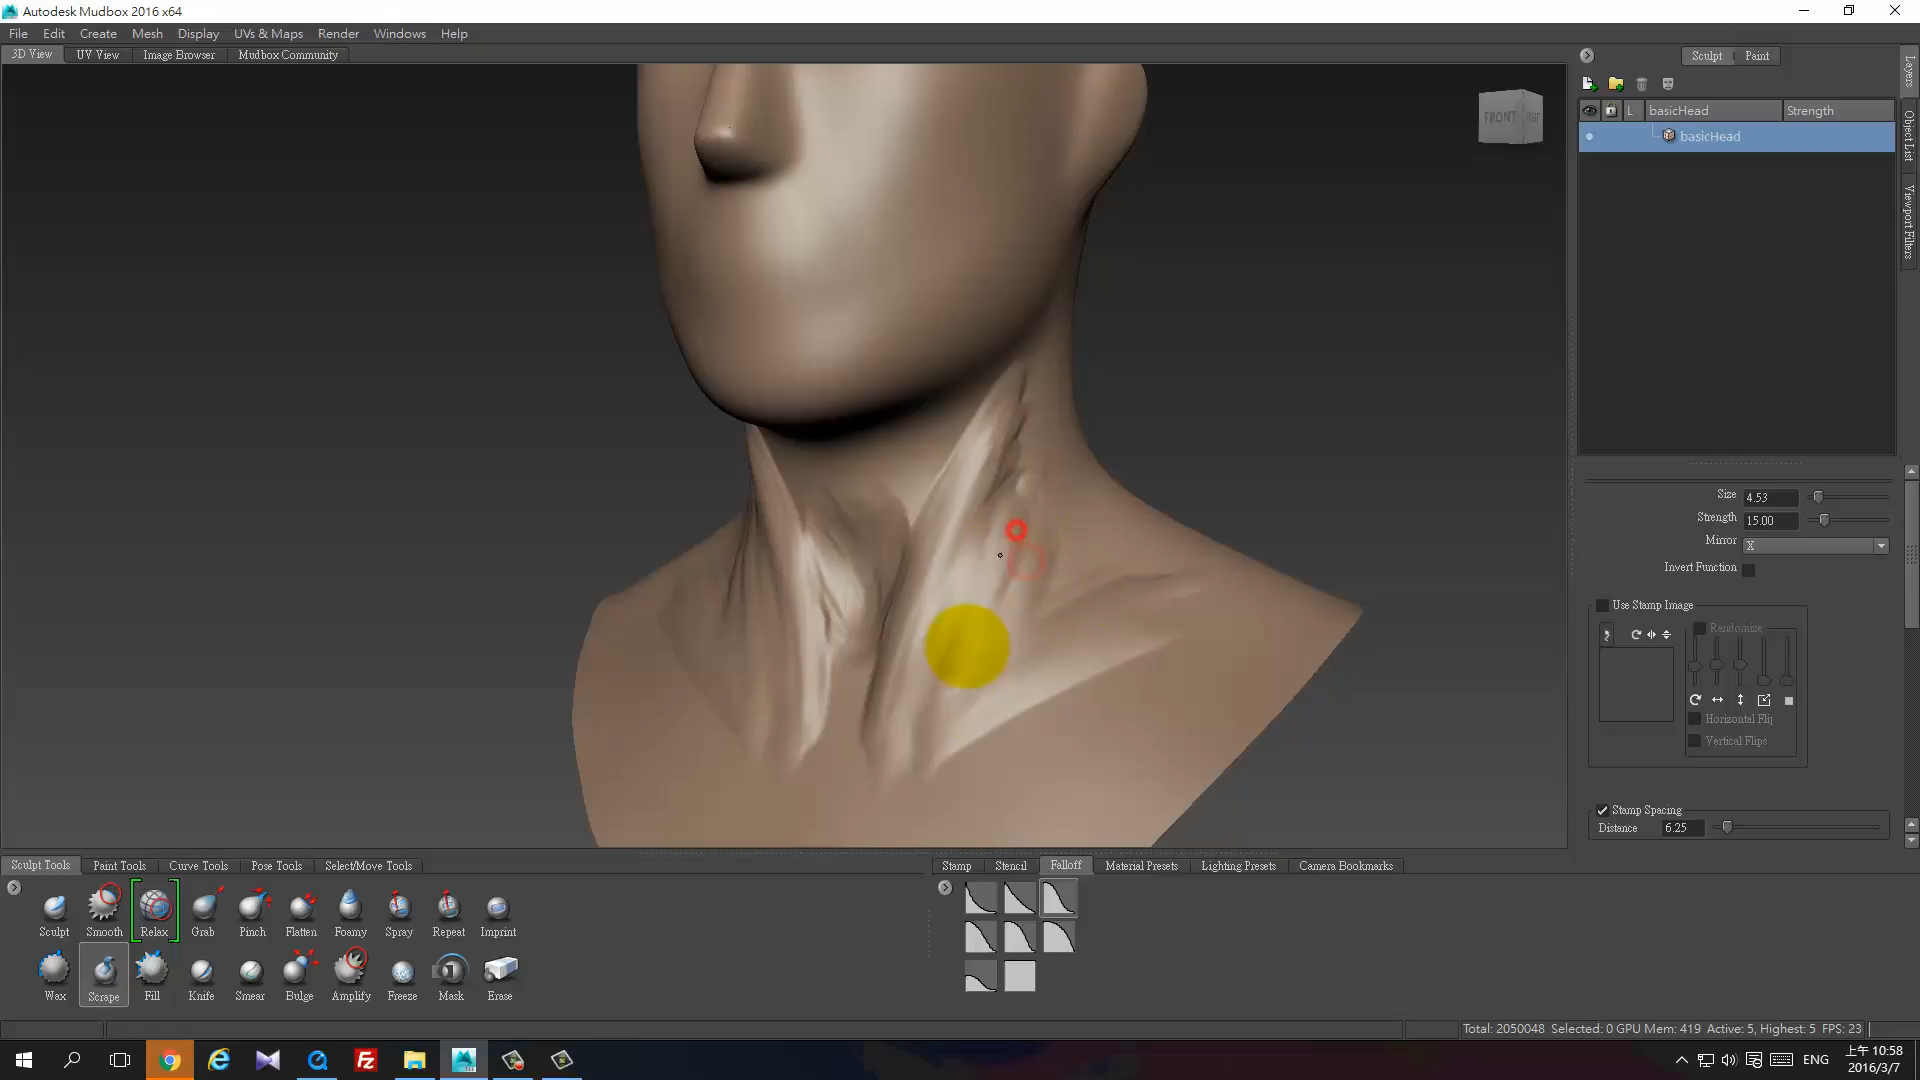 Autodesk Mudbox 2016 x64
File Edit Create Mesh Display UVs & Maps Render Windows Help
3D View UV View Image Browser Mudbox Community
Sculpt Paint
Layers
Object List
Viewport Filters
L basicHead Strength
basicHead
FRONT
Size 4.53
Strength 15.00
Mirror X
Invert Function
Use Stamp Image
Randomize
Horizontal Flip
Vertical Flips
Stamp Spacing
Distance 6.25
Sculpt Tools Paint Tools Curve Tools Pose Tools Select/Move Tools
Stamp Stencil Falloff Material Presets Lighting Presets Camera Bookmarks
Sculpt Smooth Relax Grab Pinch Flatten Foamy Spray Repeat Imprint
Wax Scrape Fill Knife Smear Bulge Amplify Freeze Mask Erase
Total: 2050048 Selected: 0 GPU Mem: 419 Active: 5, Highest: 5 FPS: 23
ENG
上午 10:58
2016/3/7